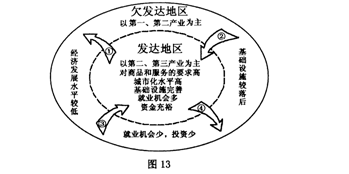 欠发达地区
以第一、第二产业为主
①
②
发达地区
以第二、第三产业为主
对商品和服务的要求高
城市化水平高
基础设施完善
就业机会多
资金充裕
经济发展水平较低
基础设施较落后
③
④
就业机会少，投资少
图 13